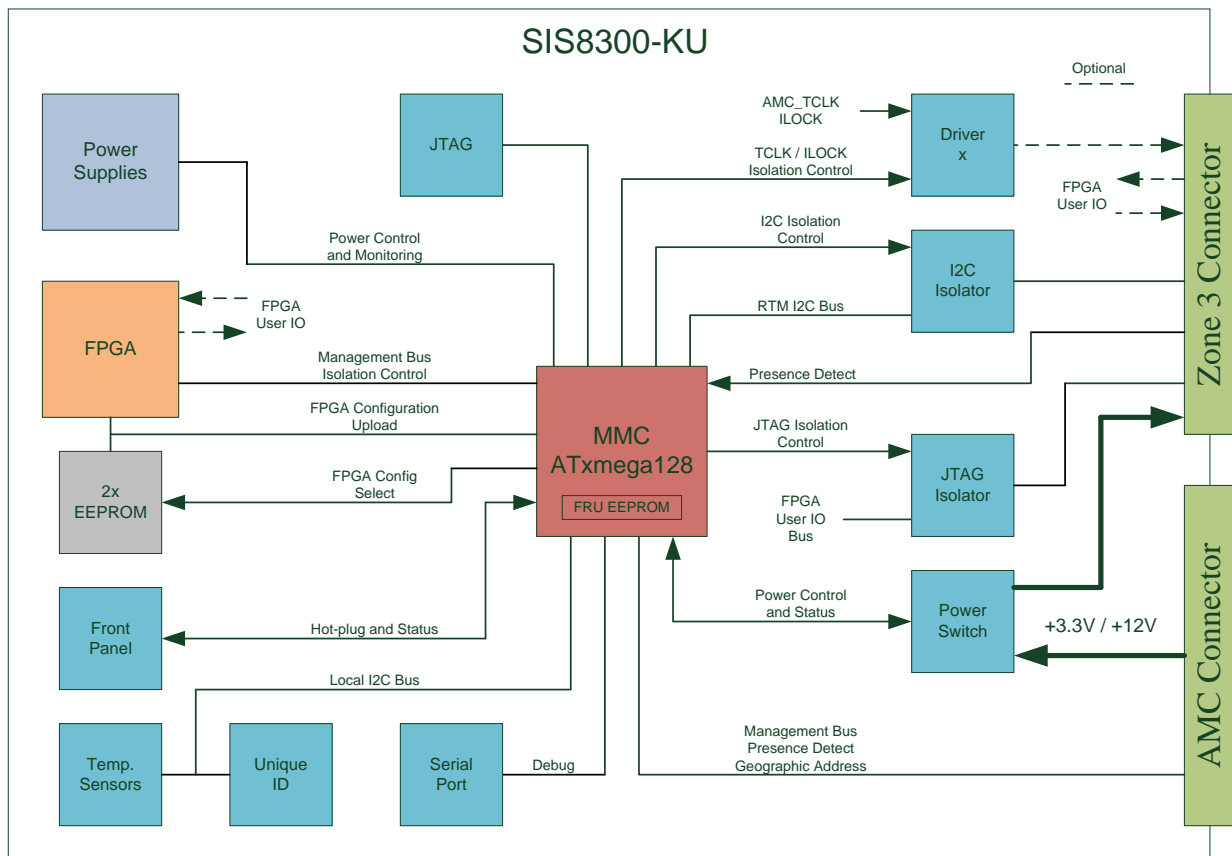 SIS8300-KU
Optional
Power
Supplies
JTAG
AMC_TCLK
ILOCK
Driver
x
TCLK / ILOCK
Isolation Control
FPGA
User IO
Zone 3 Connector
Power Control
and Monitoring
I2C Isolation
Control
I2C
Isolator
RTM I2C Bus
FPGA
FPGA
User IO
Management Bus
Isolation Control
Presence Detect
FPGA Configuration
Upload
MMC
ATxmega128
FRU EEPROM
JTAG Isolation
Control
JTAG
Isolator
2x
EEPROM
FPGA Config
Select
FPGA
User IO
Bus
AMC Connector
Front
Panel
Hot-plug and Status
Power Control
and Status
Power
Switch
+3.3V / +12V
Local I2C Bus
Temp.
Sensors
Unique
ID
Serial
Port
Debug
Management Bus
Presence Detect
Geographic Address